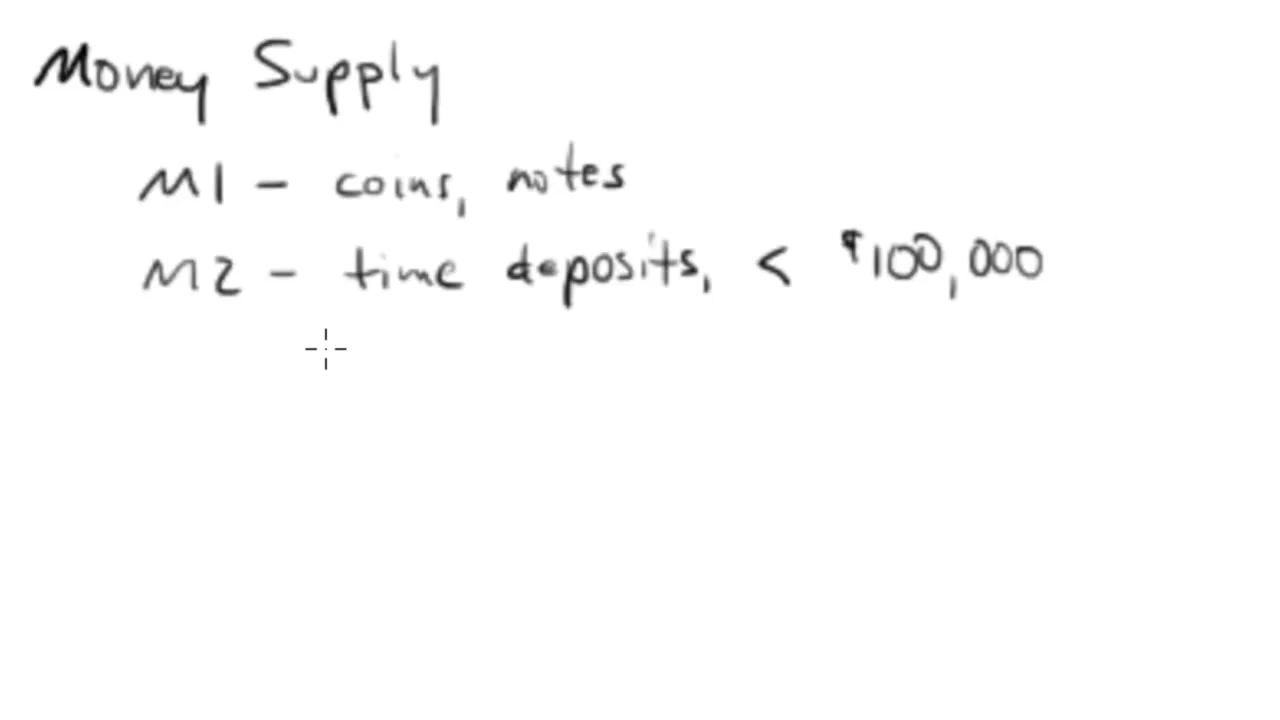 Money Supply
M1 - coins, notes
M2 - time deposits, < $100,000